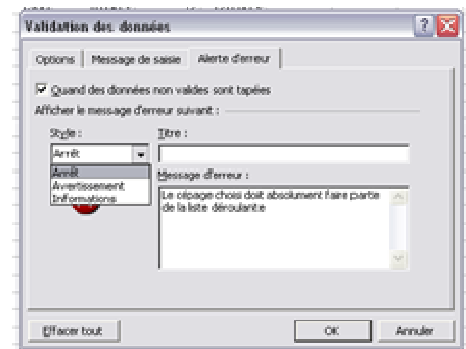 Validation des données
Options Message de saisie Alerte d'erreur
Quand des données non valides sont tapées
Afficher le message d'erreur suivant :
Style : Titre :
Arrêt
Arrêt
Avertissement
Informations
Message d'erreur :
Le cépage choisi doit absolument faire partie
de la liste déroulante
Effacer tout OK Annuler